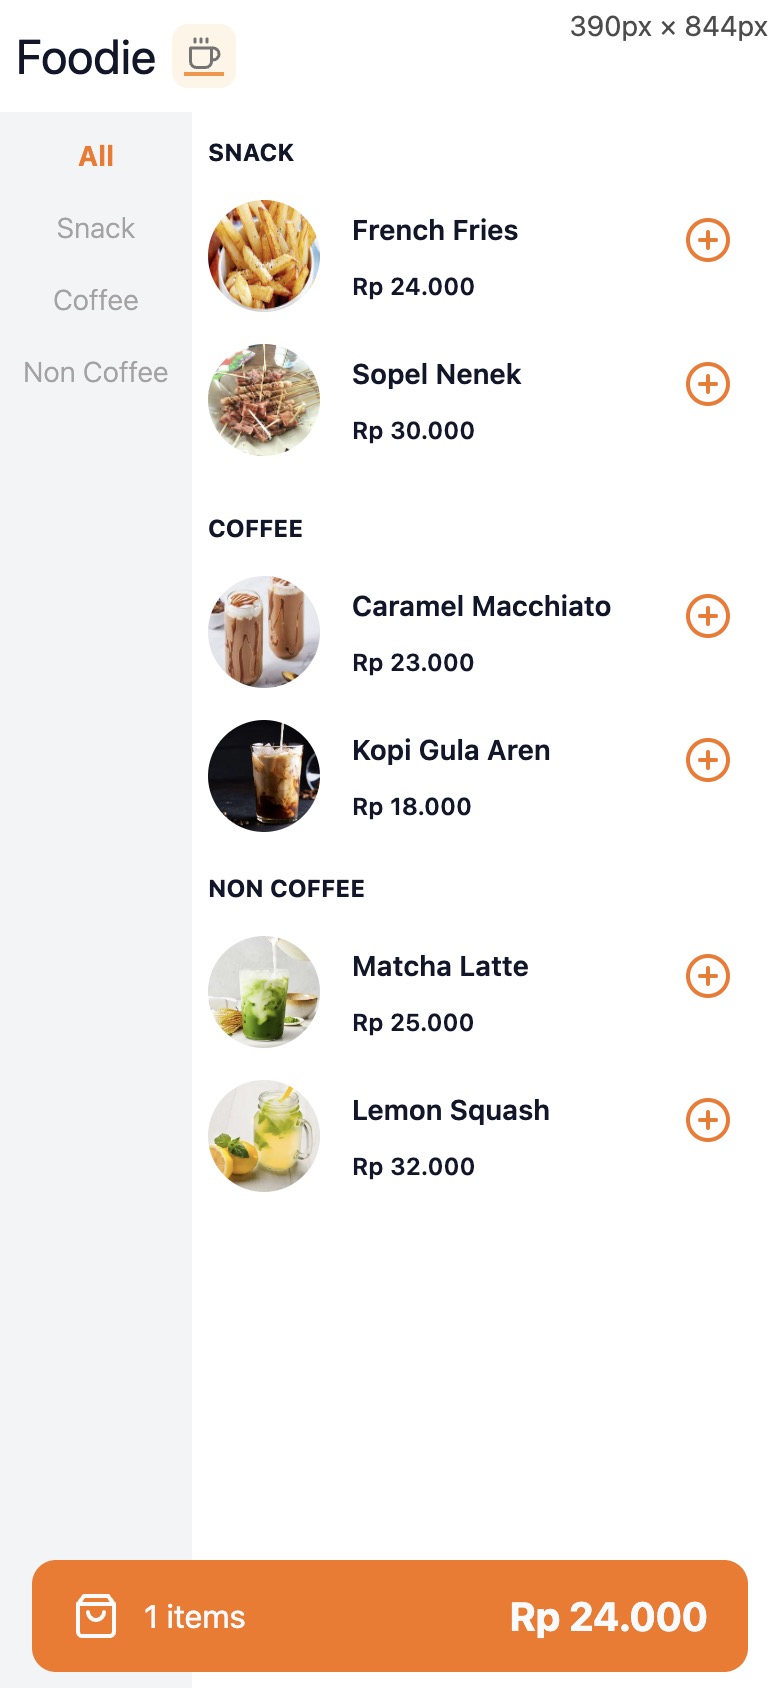 Foodie
390px × 844px
All
Snack
Coffee
Non Coffee
SNACK
French Fries
Rp 24.000
Sopel Nenek
Rp 30.000
COFFEE
Caramel Macchiato
Rp 23.000
Kopi Gula Aren
Rp 18.000
NON COFFEE
Matcha Latte
Rp 25.000
Lemon Squash
Rp 32.000
1 items
Rp 24.000